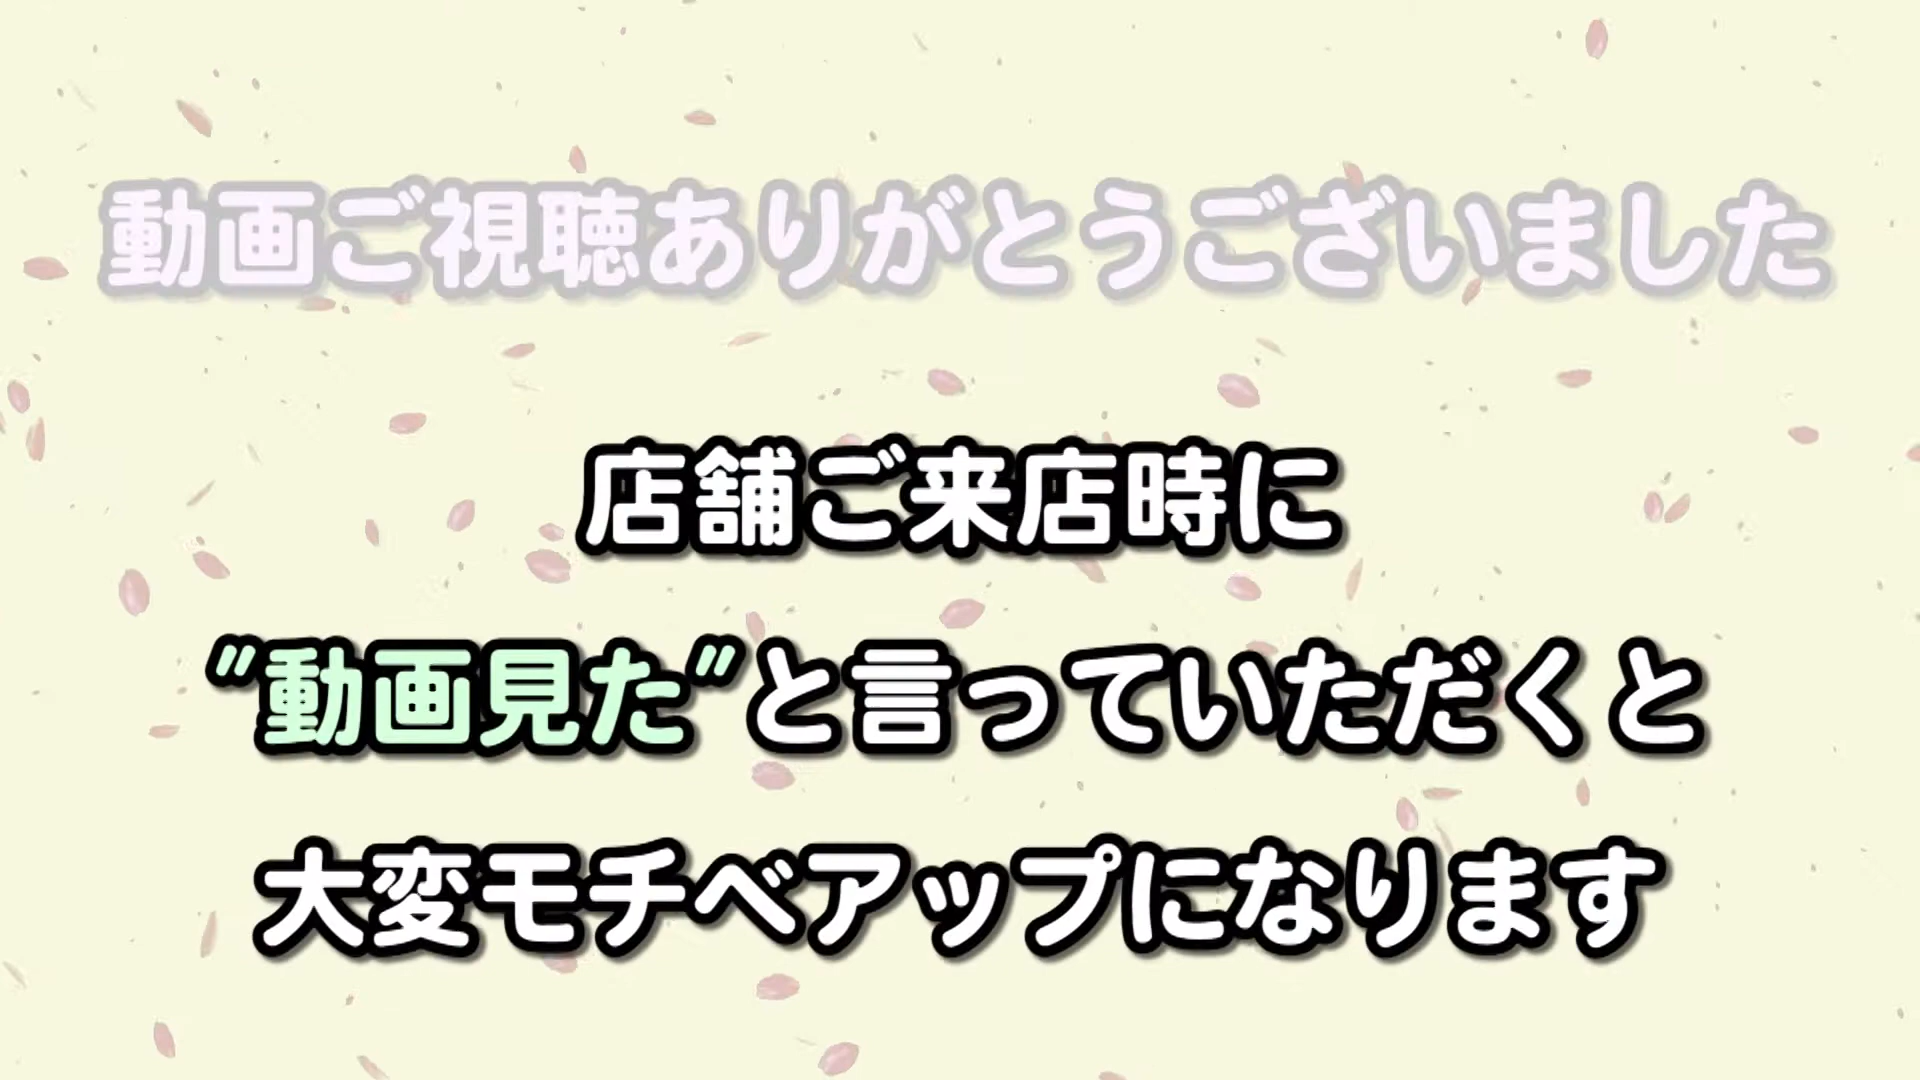 動画ご視聴ありがとうございました
店舗ご来店時に
"動画見た"と言っていただくと
大変モチベアップになります